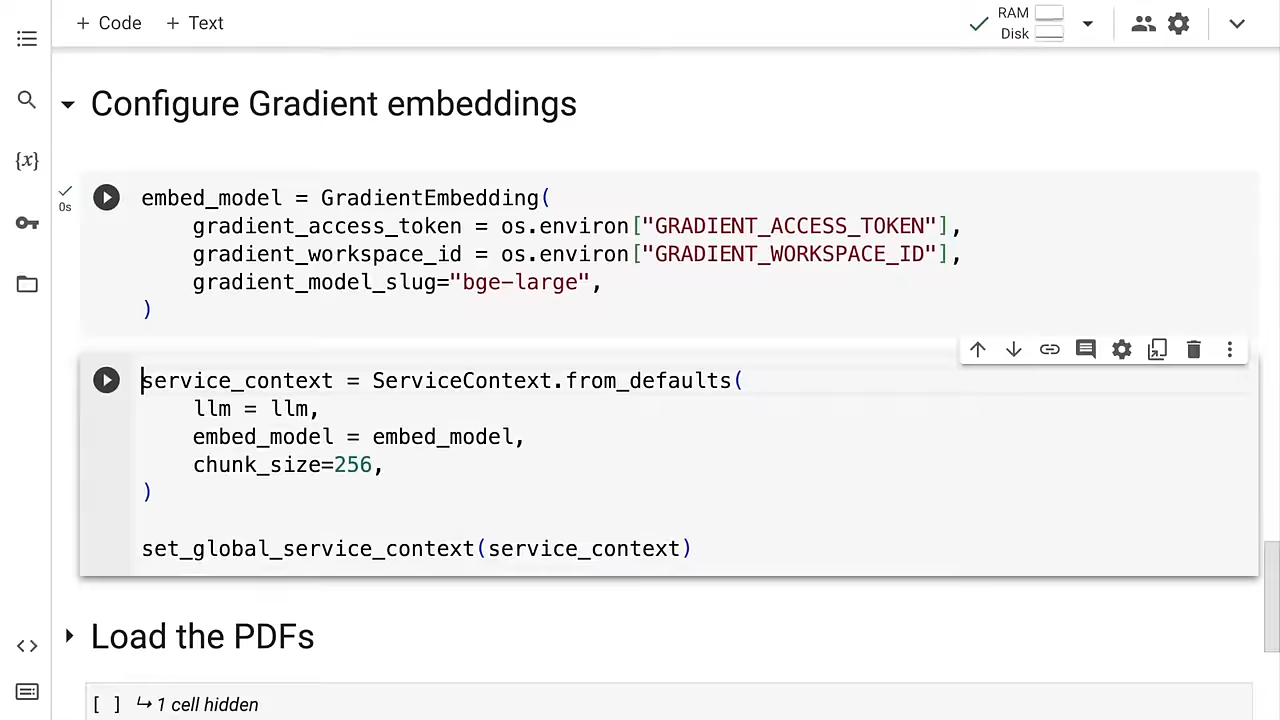 + Code + Text
RAM
Disk
{x}
Configure Gradient embeddings
0s
embed_model = GradientEmbedding(
    gradient_access_token = os.environ["GRADIENT_ACCESS_TOKEN"],
    gradient_workspace_id = os.environ["GRADIENT_WORKSPACE_ID"],
    gradient_model_slug="bge-large",
)
service_context = ServiceContext.from_defaults(
    llm = llm,
    embed_model = embed_model,
    chunk_size=256,
)
set_global_service_context(service_context)
Load the PDFs
[ ] ↳ 1 cell hidden